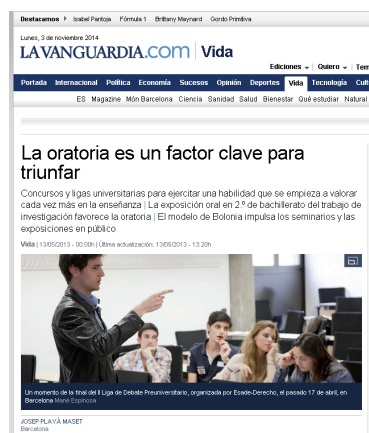 Destacamos Isabel Pantoja Fórmula 1 Brittany Maynard Gordo Primitiva
Lunes, 3 de noviembre 2014
LAVANGUARDIA.COM | Vida
Ediciones Quiero Tem
Portada Internacional Política Economía Sucesos Opinión Deportes Vida Tecnología Cult
ES Magazine Món Barcelona Ciencia Sanidad Salud Bienestar Qué estudiar Natural
La oratoria es un factor clave para
triunfar
Concursos y ligas universitarias para ejercitar una habilidad que se empieza a valorar
cada vez más en la enseñanza | La exposición oral en 2.º de bachillerato del trabajo de
investigación favorece la oratoria | El modelo de Bolonia impulsa los seminarios y las
exposiciones en público
Vida | 13/05/2013 - 00:00h | Última actualización: 13/05/2013 - 13:20h
Un momento de la final del II Liga de Debate Preuniversitario, organizada por Esade-Derecho, el pasado 17 de abril, en
Barcelona Mané Espinosa
JOSEP PLAYÀ MASET
Barcelona